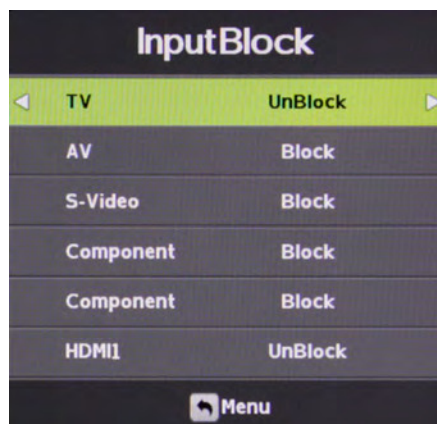 InputBlock
TV UnBlock
AV Block
S-Video Block
Component Block
Component Block
HDMI1 UnBlock
Menu